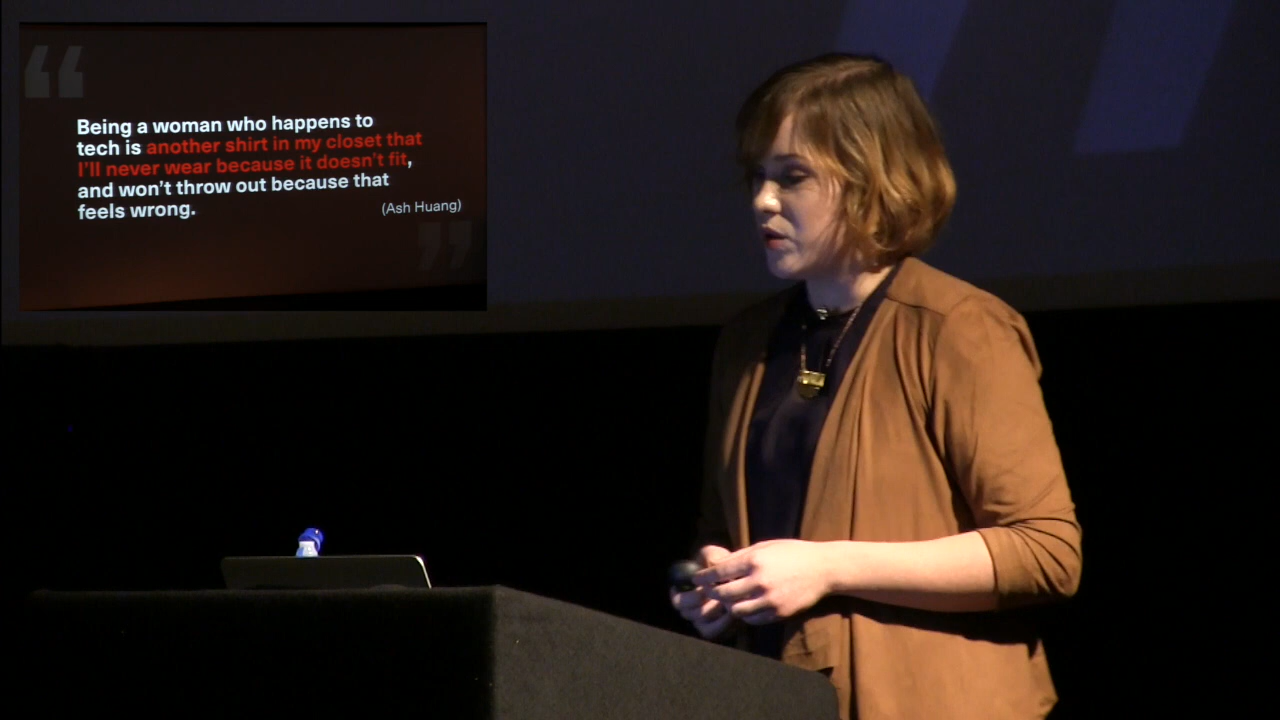 Being a woman who happens to
tech is another shirt in my closet that
I'll never wear because it doesn't fit,
and won't throw out because that
feels wrong.
(Ash Huang)